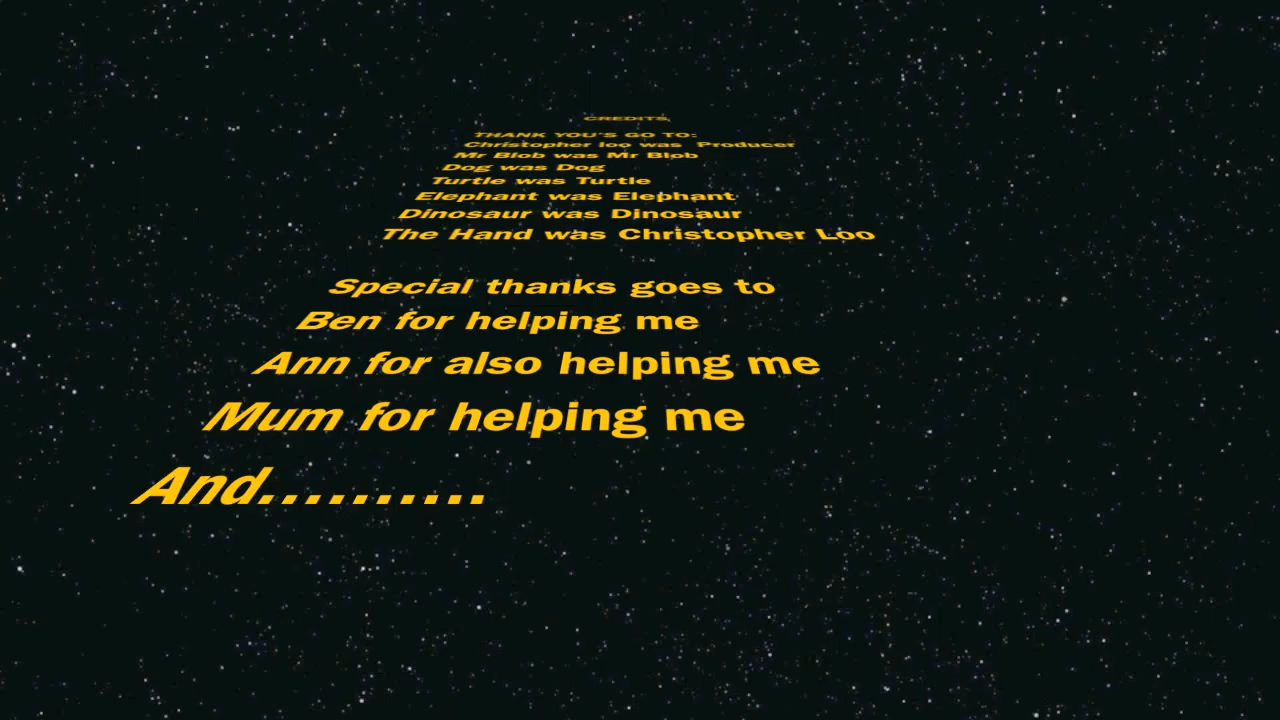 CREDITS
THANK YOU'S GO TO:
Christopher loo was Producer
Mr Blob was Mr Blob
Dog was Dog
Turtle was Turtle
Elephant was Elephant
Dinosaur was Dinosaur
The Hand was Christopher Loo
Special thanks goes to
Ben for helping me
Ann for also helping me
Mum for helping me
And..........